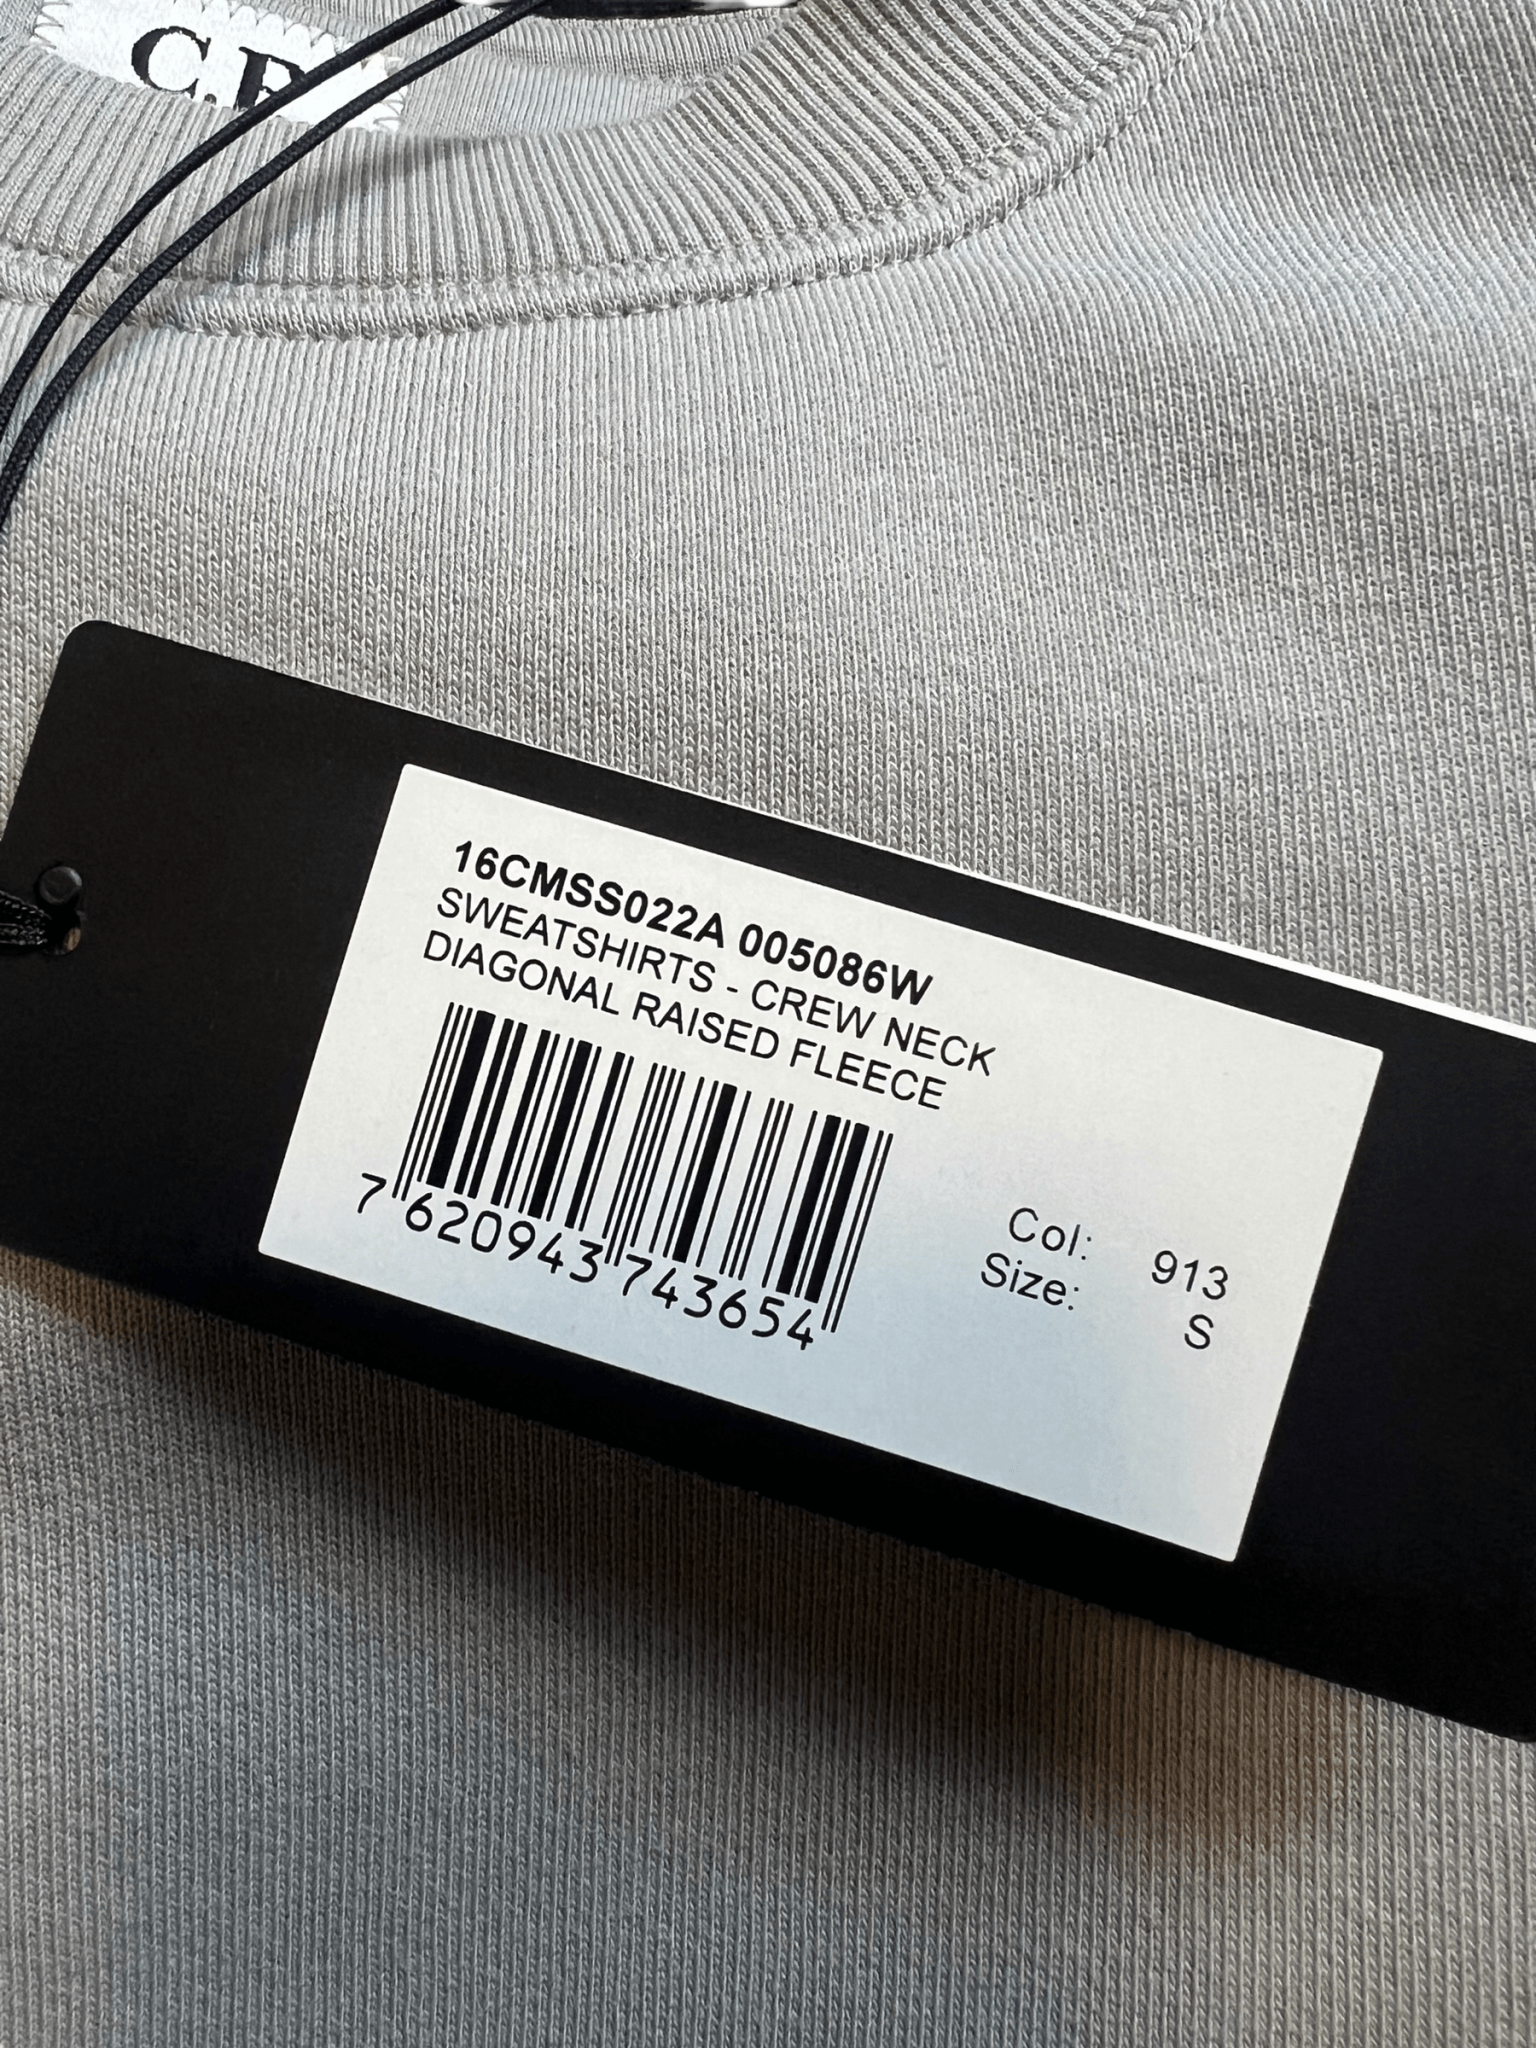 C.P.
16CMSS022A 005086W
SWEATSHIRTS - CREW NECK
DIAGONAL RAISED FLEECE
7 620943 743654
Col: 913
Size: S